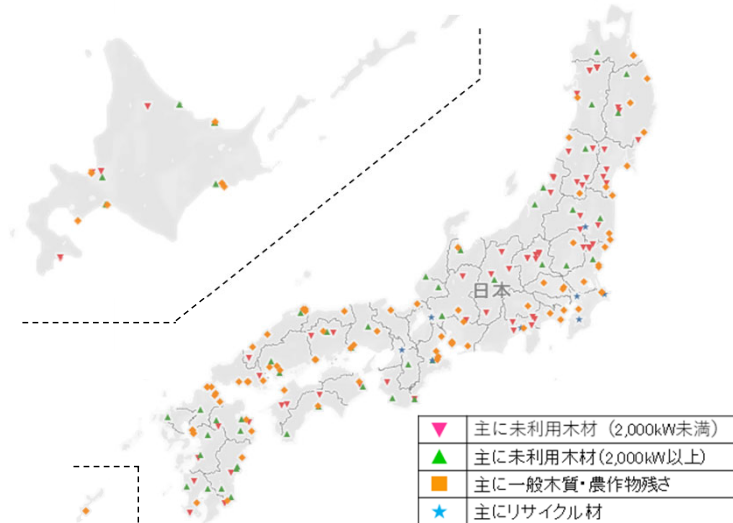 日本
主に未利用木材（2,000kW未満）
主に未利用木材(2,000kW以上)
主に一般木質・農作物残さ
主にリサイクル材